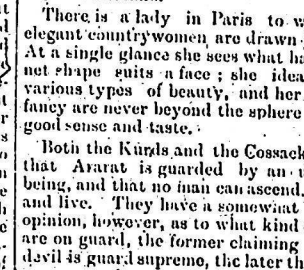 There is a lady in Paris to w
elegant countrywomen are drawn
At a single glance she sees what ha
net shape suits a face ; she idea
various types of beauty, and her
fancy are never beyond the sphere
good sense and taste.
Both the Kurds and the Cossack
that Ararat is guarded by an u
being, and that no man can ascend
and live. They have a somewhat
opinion, however, as to what kind
are on guard, the former claiming
devil is guard supreme, the later th